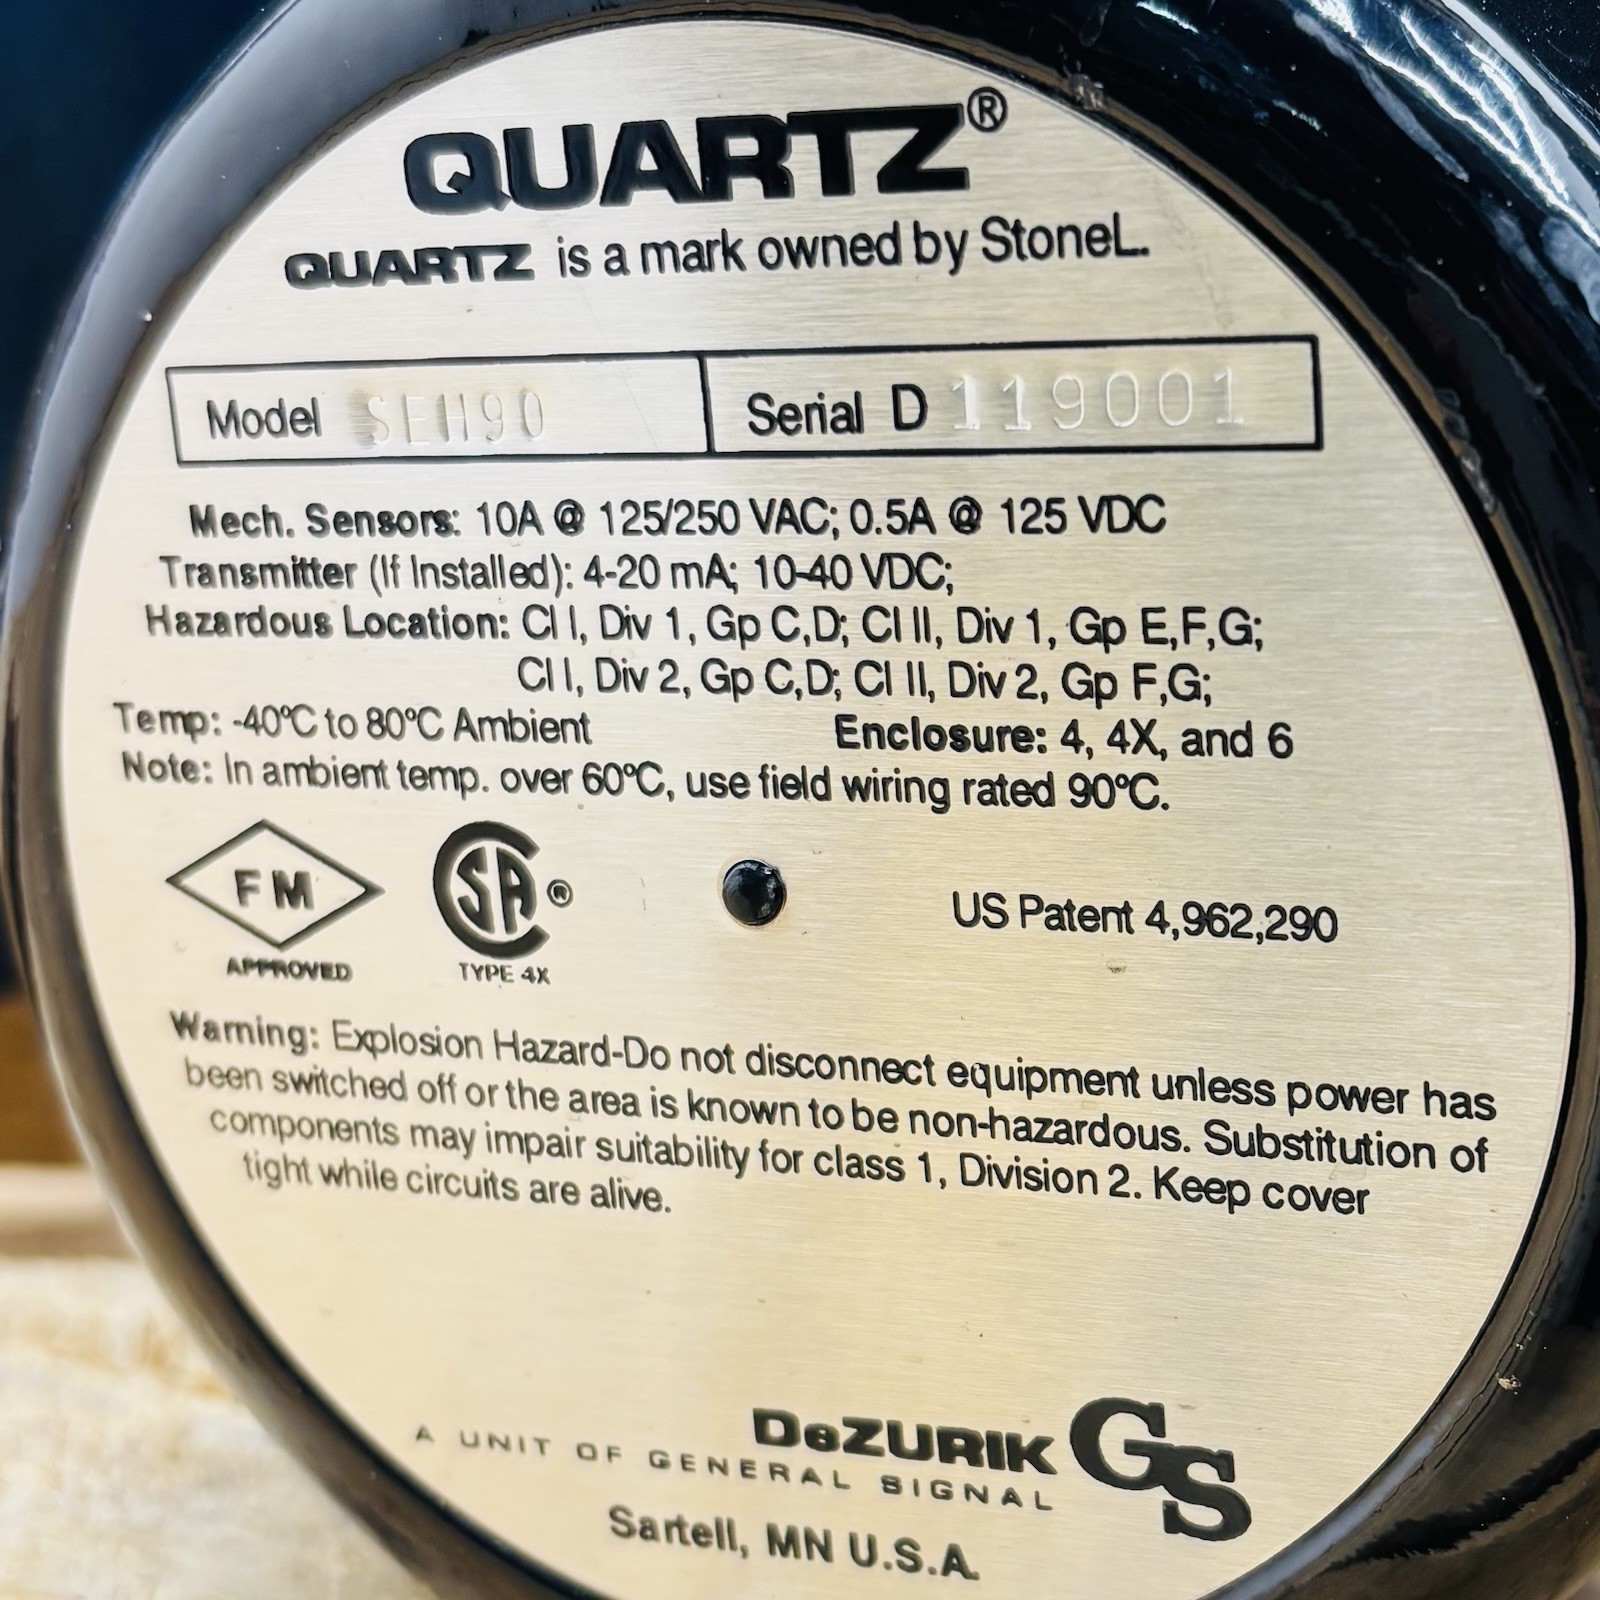 QUARTZ®
QUARTZ is a mark owned by StoneL.
Model SEH90 Serial D 119001
Mech. Sensors: 10A @ 125/250 VAC; 0.5A @ 125 VDC
Transmitter (If Installed): 4-20 mA; 10-40 VDC;
Hazardous Location: Cl I, Div 1, Gp C,D; Cl II, Div 1, Gp E,F,G;
Cl I, Div 2, Gp C,D; Cl II, Div 2, Gp F,G;
Temp: -40°C to 80°C Ambient Enclosure: 4, 4X, and 6
Note: In ambient temp. over 60°C, use field wiring rated 90°C.
FM
APPROVED
CSA®
TYPE 4X
US Patent 4,962,290
Warning: Explosion Hazard-Do not disconnect equipment unless power has
been switched off or the area is known to be non-hazardous. Substitution of
components may impair suitability for class 1, Division 2. Keep cover
tight while circuits are alive.
DeZURIK GS
A UNIT OF GENERAL SIGNAL
Sartell, MN U.S.A.